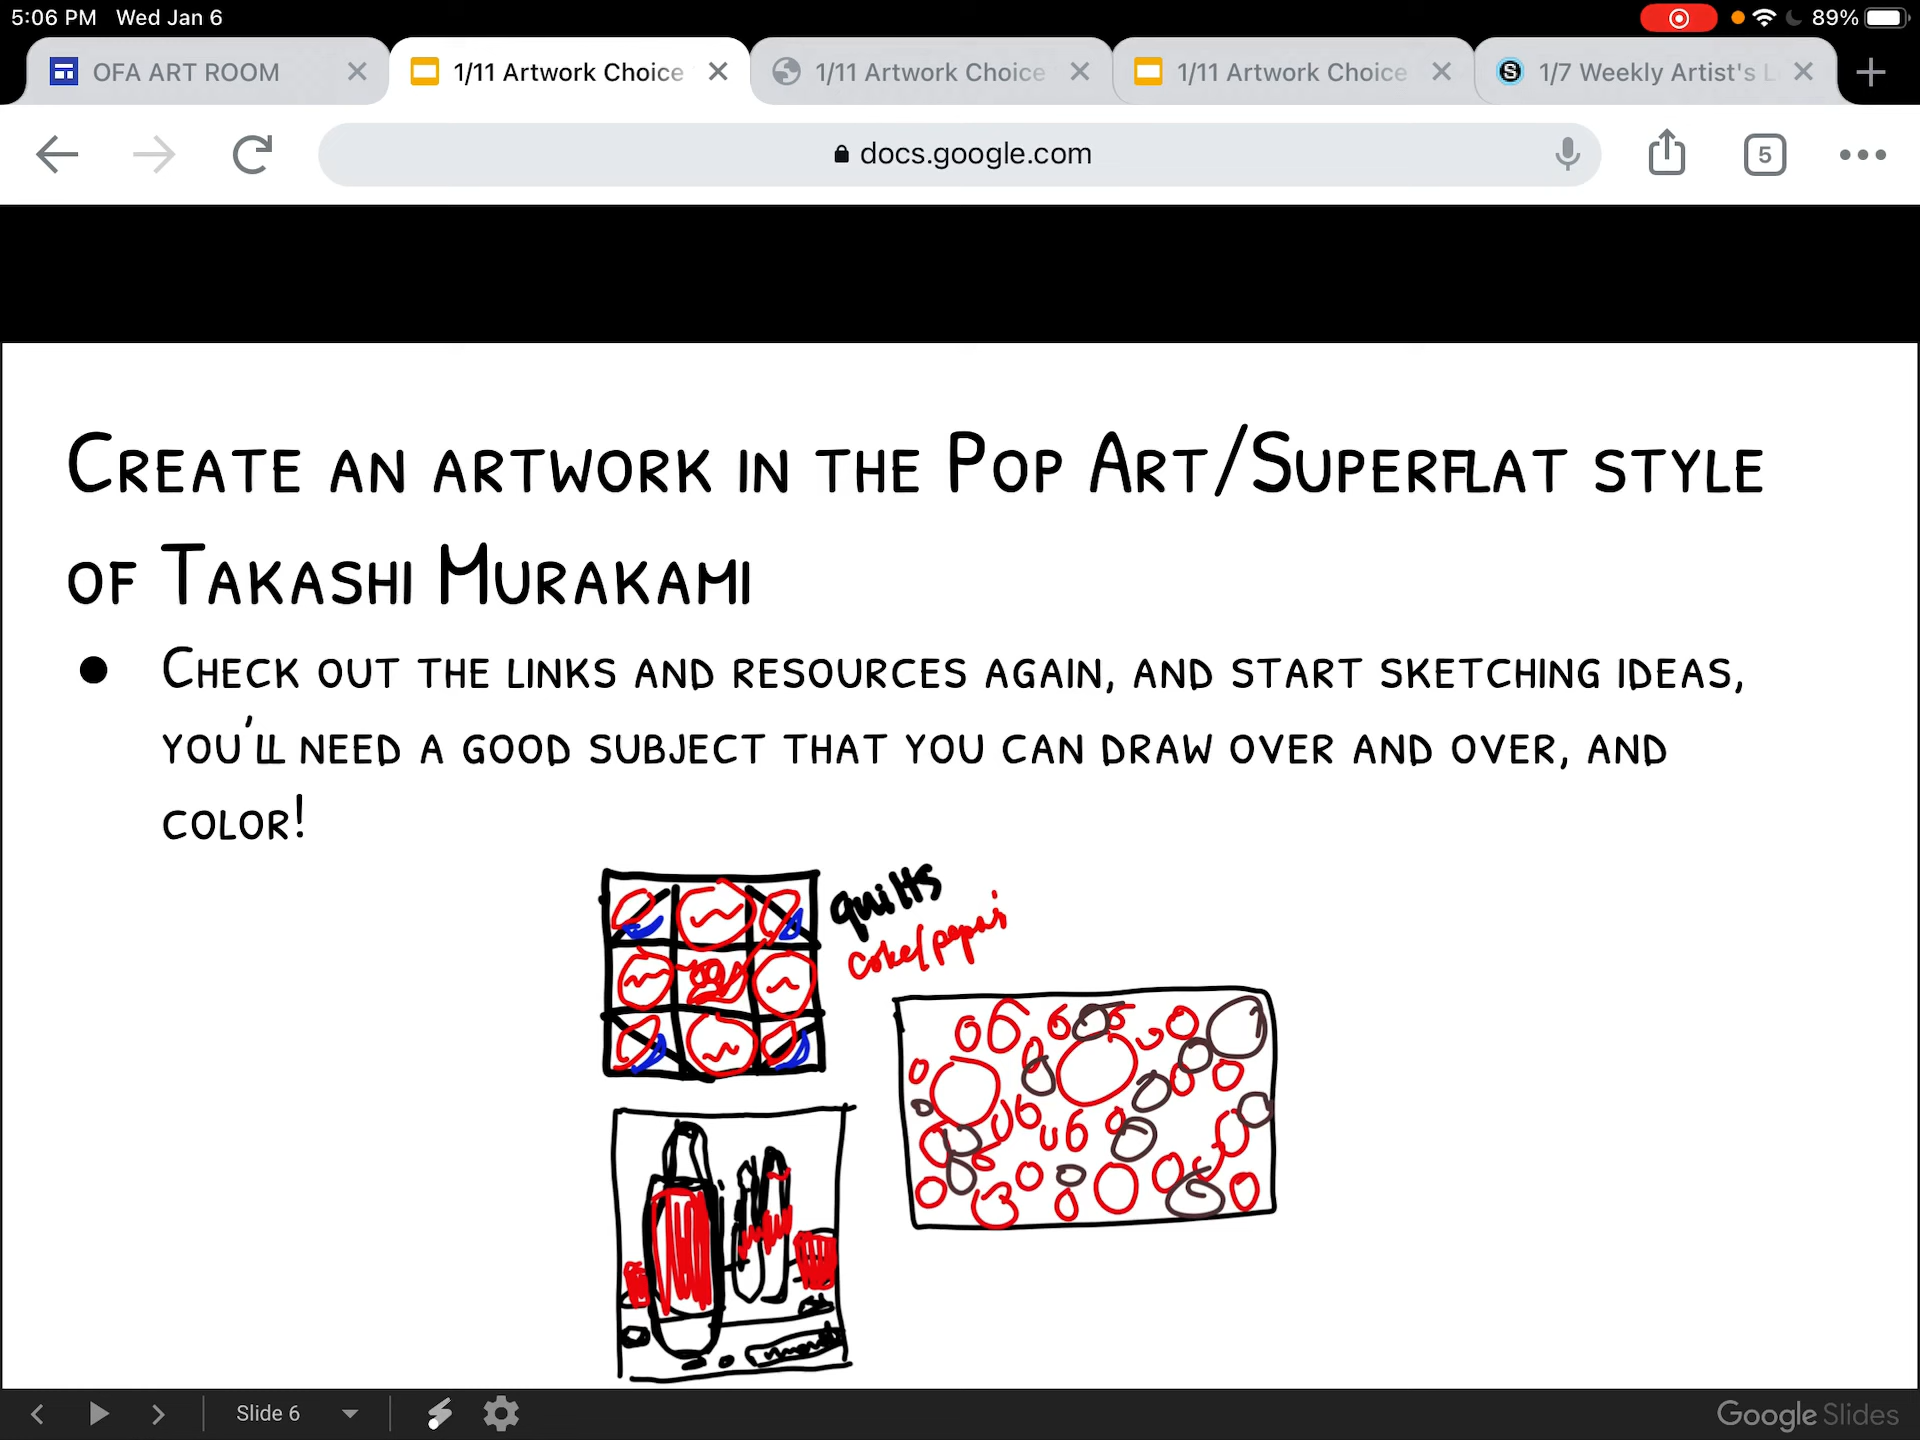 5:06 PM Wed Jan 6
89%
OFA ART ROOM
1/11 Artwork Choice
1/11 Artwork Choice
1/11 Artwork Choice
1/7 Weekly Artist's L
docs.google.com
5
CREATE AN ARTWORK IN THE POP ART/SUPERFLAT STYLE
OF TAKASHI MURAKAMI
● CHECK OUT THE LINKS AND RESOURCES AGAIN, AND START SKETCHING IDEAS,
YOU'LL NEED A GOOD SUBJECT THAT YOU CAN DRAW OVER AND OVER, AND
COLOR!
quilts
coke/pepsi
Slide 6
Google Slides